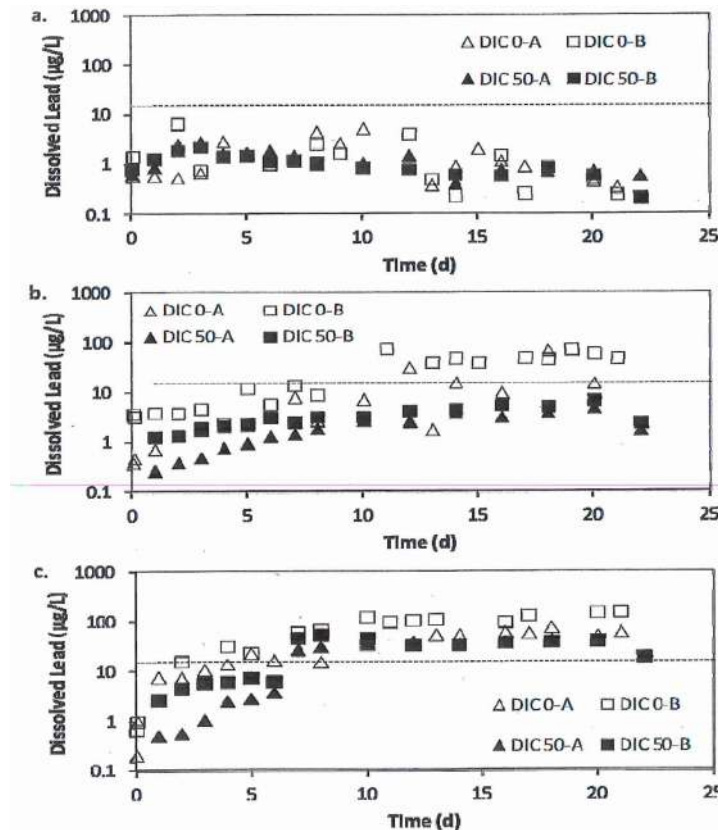 a.
1000
100
10
1
0.1
Dissolved Lead (µg/L)
△ DIC 0-A □ DIC 0-B
▲ DIC 50-A ■ DIC 50-B
0 5 10 15 20 25
Time (d)
b.
1000
100
10
1
0.1
Dissolved Lead (µg/L)
△ DIC 0-A □ DIC 0-B
▲ DIC 50-A ■ DIC 50-B
0 5 10 15 20 25
Time (d)
c.
1000
100
10
1
0.1
Dissolved Lead (µg/L)
△ DIC 0-A □ DIC 0-B
▲ DIC 50-A ■ DIC 50-B
0 5 10 15 20 25
Time (d)